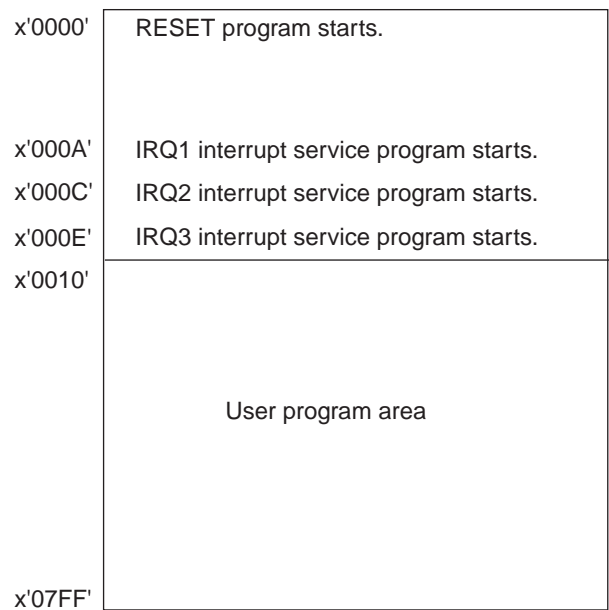 x'0000' RESET program starts.
x'000A' IRQ1 interrupt service program starts.
x'000C' IRQ2 interrupt service program starts.
x'000E' IRQ3 interrupt service program starts.
x'0010'
User program area
x'07FF'